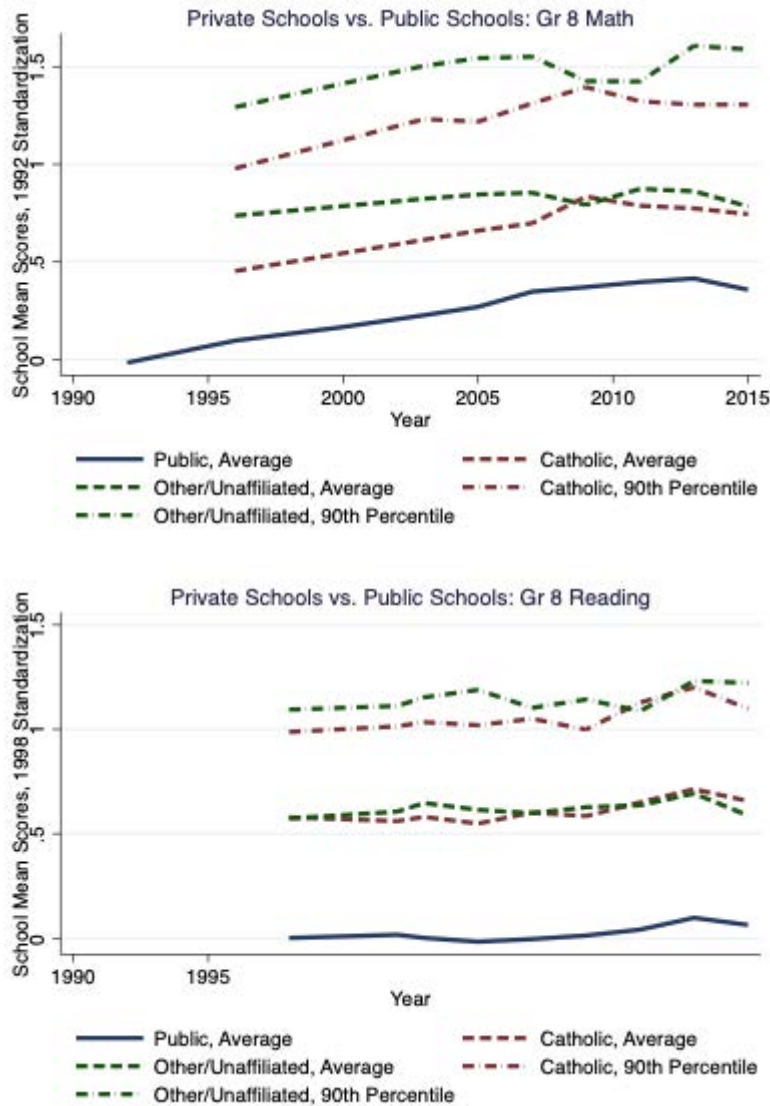 Private Schools vs. Public Schools: Gr 8 Math
School Mean Scores, 1992 Standardization
1.5
1
.5
0
1990 1995 2000 2005 2010 2015
Year
Public, Average Catholic, Average
Other/Unaffiliated, Average Catholic, 90th Percentile
Other/Unaffiliated, 90th Percentile
Private Schools vs. Public Schools: Gr 8 Reading
School Mean Scores, 1998 Standardization
1.5
1
.5
0
1990 1995
Year
Public, Average Catholic, Average
Other/Unaffiliated, Average Catholic, 90th Percentile
Other/Unaffiliated, 90th Percentile